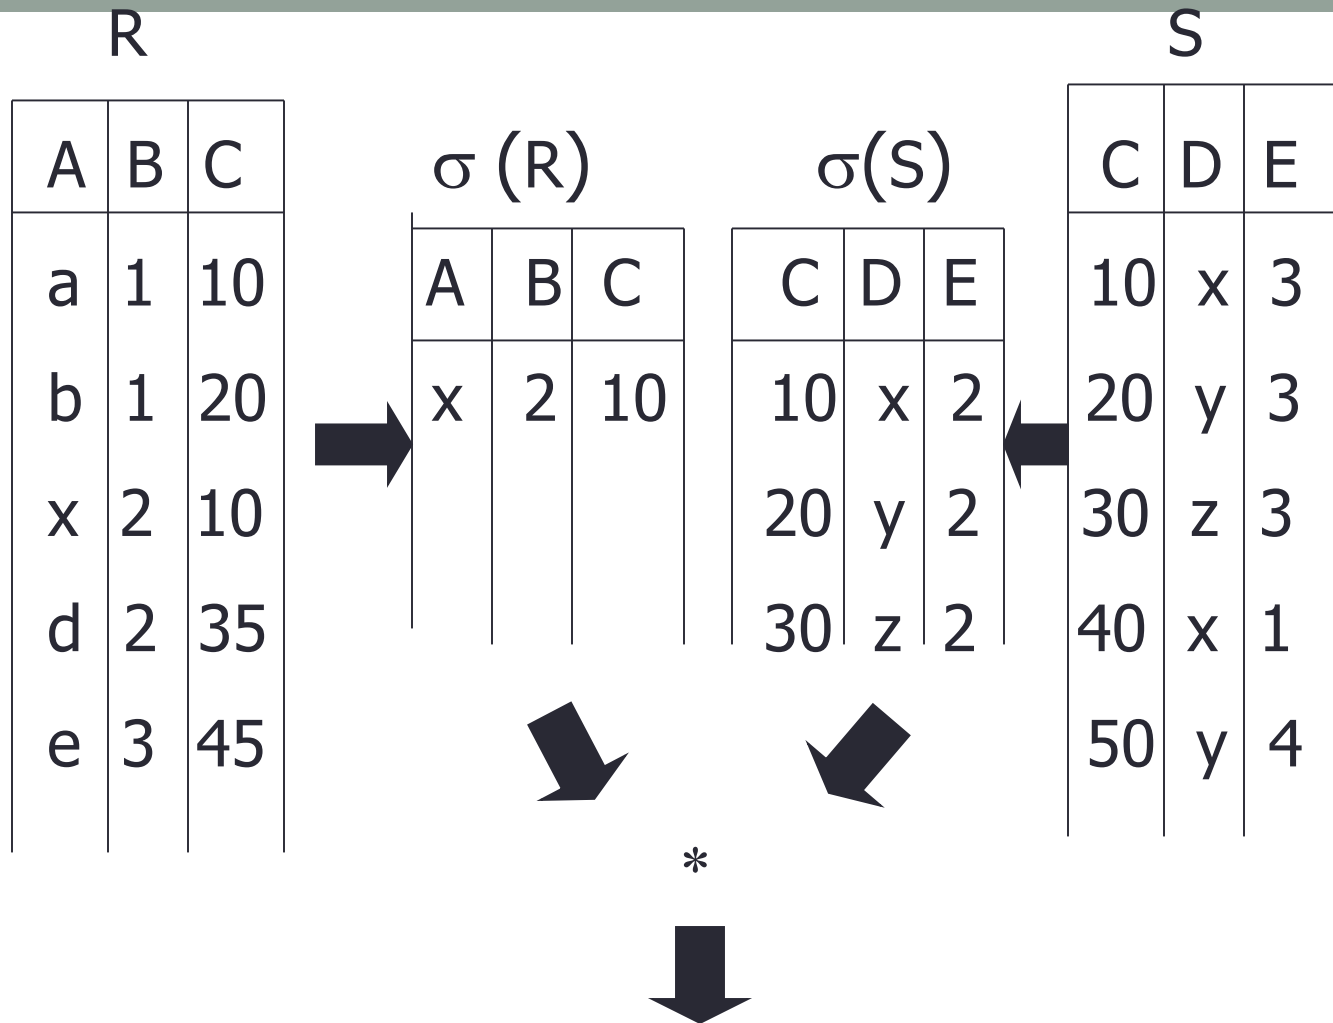 R
A B C
a 1 10
b 1 20
x 2 10
d 2 35
e 3 45
σ (R)
A B C
x 2 10
σ(S)
C D E
10 x 2
20 y 2
30 z 2
S
C D E
10 x 3
20 y 3
30 z 3
40 x 1
50 y 4
*